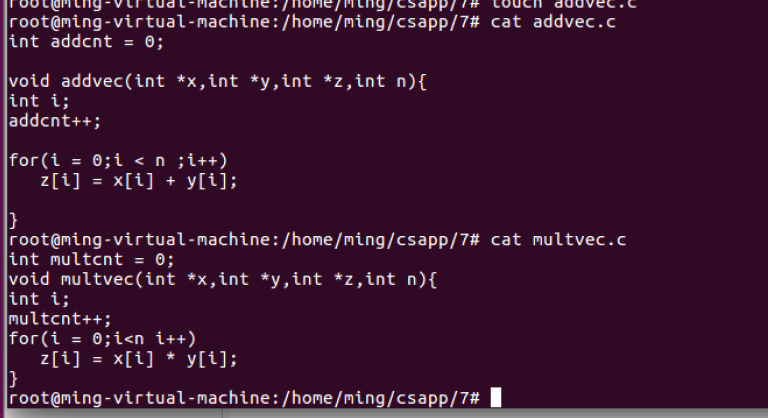 root@ming-virtual-machine:/home/ming/csapp/7# touch addvec.c
root@ming-virtual-machine:/home/ming/csapp/7# cat addvec.c
int addcnt = 0;
void addvec(int *x,int *y,int *z,int n){
int i;
addcnt++;
for(i = 0;i < n ;i++)
z[i] = x[i] + y[i];
}
root@ming-virtual-machine:/home/ming/csapp/7# cat multvec.c
int multcnt = 0;
void multvec(int *x,int *y,int *z,int n){
int i;
multcnt++;
for(i = 0;i<n i++)
z[i] = x[i] * y[i];
}
root@ming-virtual-machine:/home/ming/csapp/7#